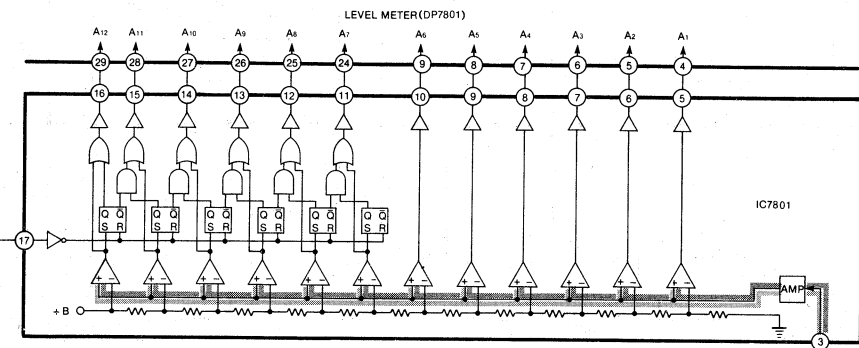 LEVEL METER (DP7801)
A12 A11 A10 A9 A8 A7 A6 A5 A4 A3 A2 A1
29 28 27 26 25 24 9 8 7 6 5 4
16 15 14 13 12 11 10 9 8 7 6 5
Q Q̅ Q Q̅ Q Q̅ Q Q̅ Q Q̅ Q Q̅
S R S R S R S R S R S R
IC7801
17
+ − + − + − + − + − + − + − + − + − + − + − + −
AMP
+B
3